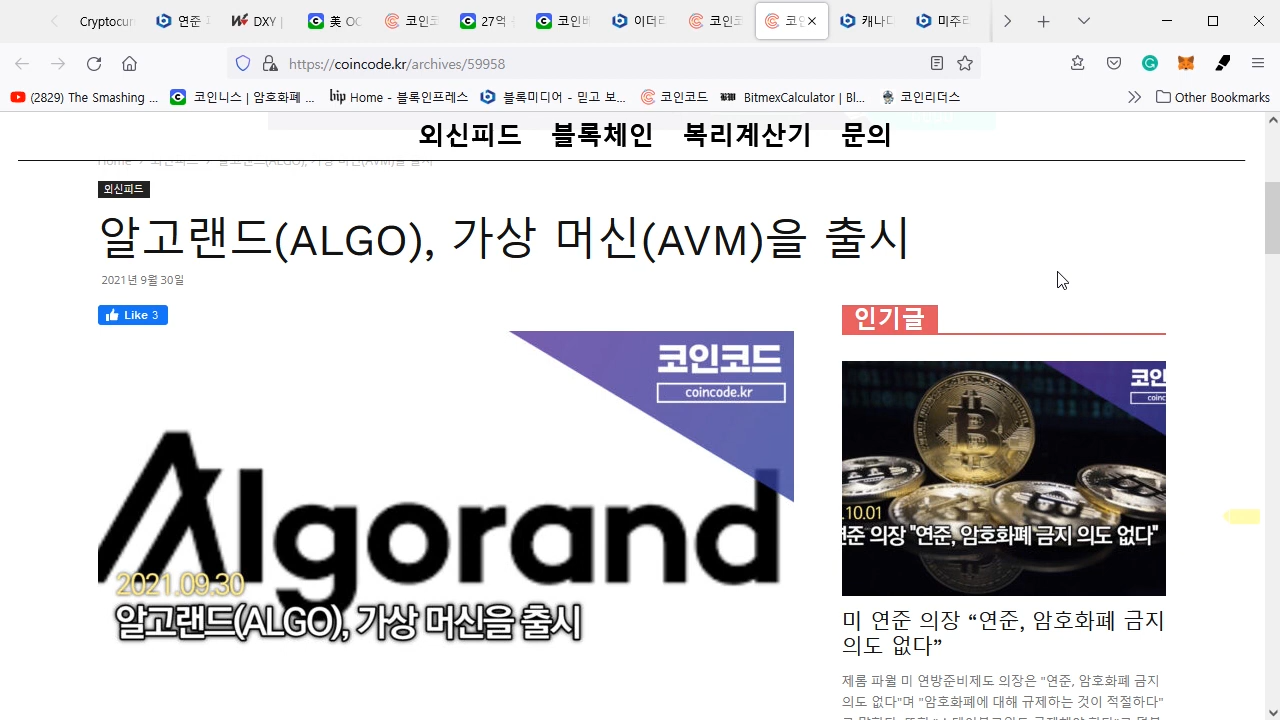 Cryptocur
연준
DXY |
美 OC
코인코
27억
코인버
이더리
코인코
코인
캐나다
미주리
https://coincode.kr/archives/59958
(2829) The Smashing ...
코인니스 | 암호화폐 ...
Home - 블록인프레스
블록미디어 - 믿고 보...
코인코드
BitmexCalculator | Bl...
코인리더스
Other Bookmarks
외신피드 블록체인 복리계산기 문의
외신피드
알고랜드(ALGO), 가상 머신(AVM)을 출시
2021년 9월 30일
Like 3
코인코드
coincode.kr
Algorand
2021.09.30
알고랜드(ALGO), 가상 머신을 출시
인기글
.10.01
연준 의장 "연준, 암호화폐 금지 의도 없다"
미 연준 의장 “연준, 암호화폐 금지
의도 없다”
제롬 파월 미 연방준비제도 의장은 "연준, 암호화폐 금지
의도 없다"며 "암호화폐에 대해 규제하는 것이 적절하다"